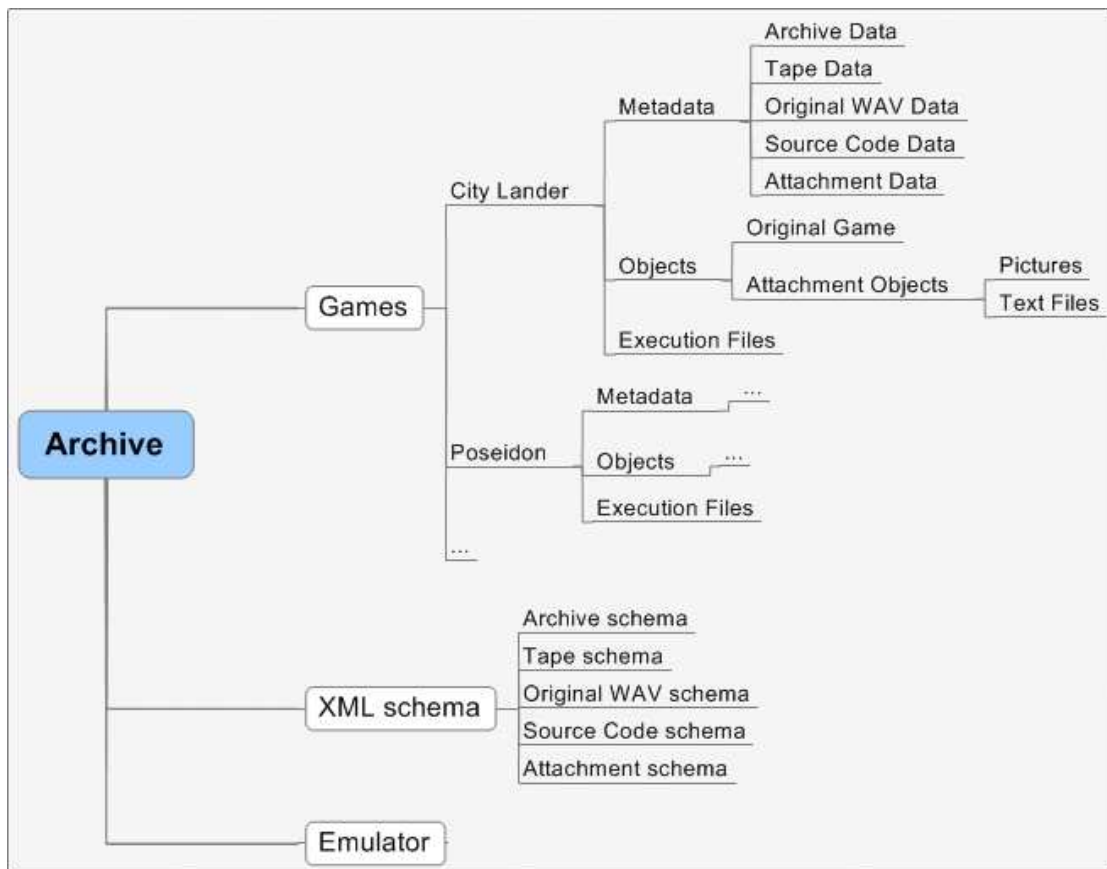 Archive
Games
City Lander
Metadada
Archive Data
Tape Data
Original WAV Data
Source Code Data
Attachment Data
Objects
Original Game
Attachment Objects
Pictures
Text Files
Execution Files
Poseidon
Metadada
...
Objects
...
Execution Files
...
XML schema
Archive schema
Tape schema
Original WAV schema
Source Code schema
Attachment schema
Emulator